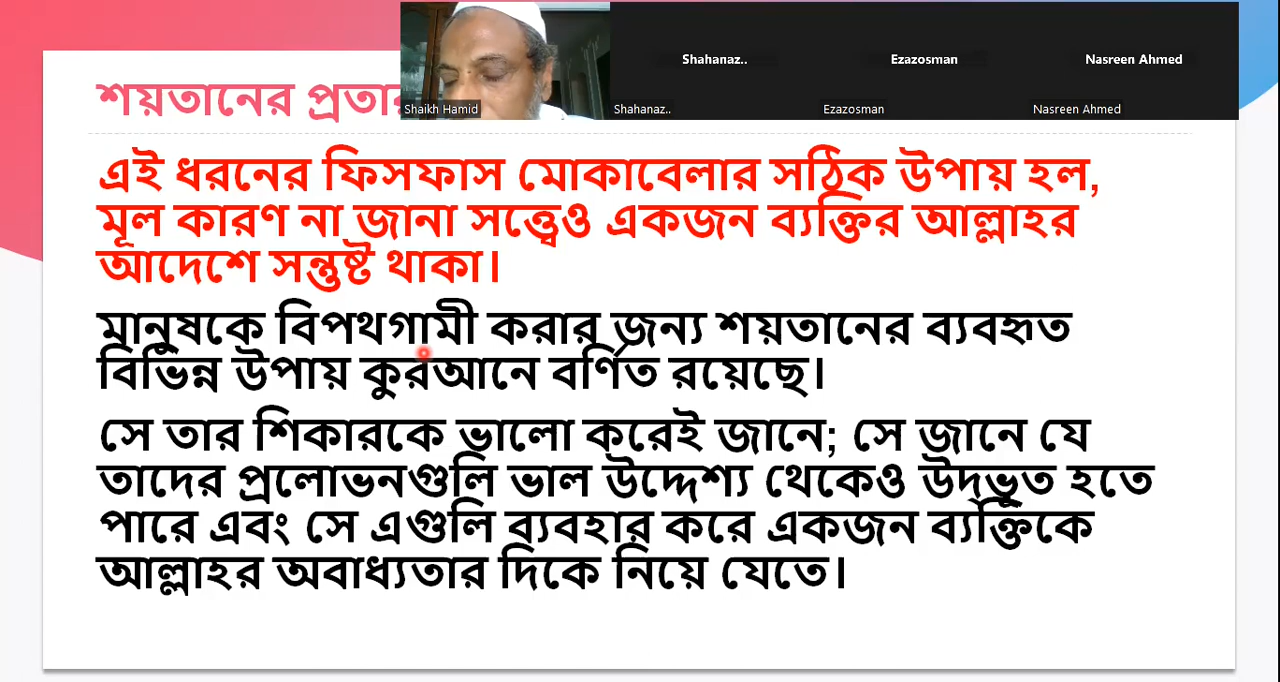 শয়তানের প্রতার
Shaikh Hamid
Shahanaz..
Shahanaz..
Ezazosman
Ezazosman
Nasreen Ahmed
Nasreen Ahmed
এই ধরনের ফিসফাস মোকাবেলার সঠিক উপায় হল,
মূল কারণ না জানা সত্ত্বেও একজন ব্যক্তির আল্লাহর
আদেশে সন্তুষ্ট থাকা।
মানুষকে বিপথগামী করার জন্য শয়তানের ব্যবহৃত
বিভিন্ন উপায় কুরআনে বর্ণিত রয়েছে।
সে তার শিকারকে ভালো করেই জানে; সে জানে যে
তাদের প্রলোভনগুলি ভাল উদ্দেশ্য থেকেও উদ্ভূত হতে
পারে এবং সে এগুলি ব্যবহার করে একজন ব্যক্তিকে
আল্লাহর অবাধ্যতার দিকে নিয়ে যেতে।